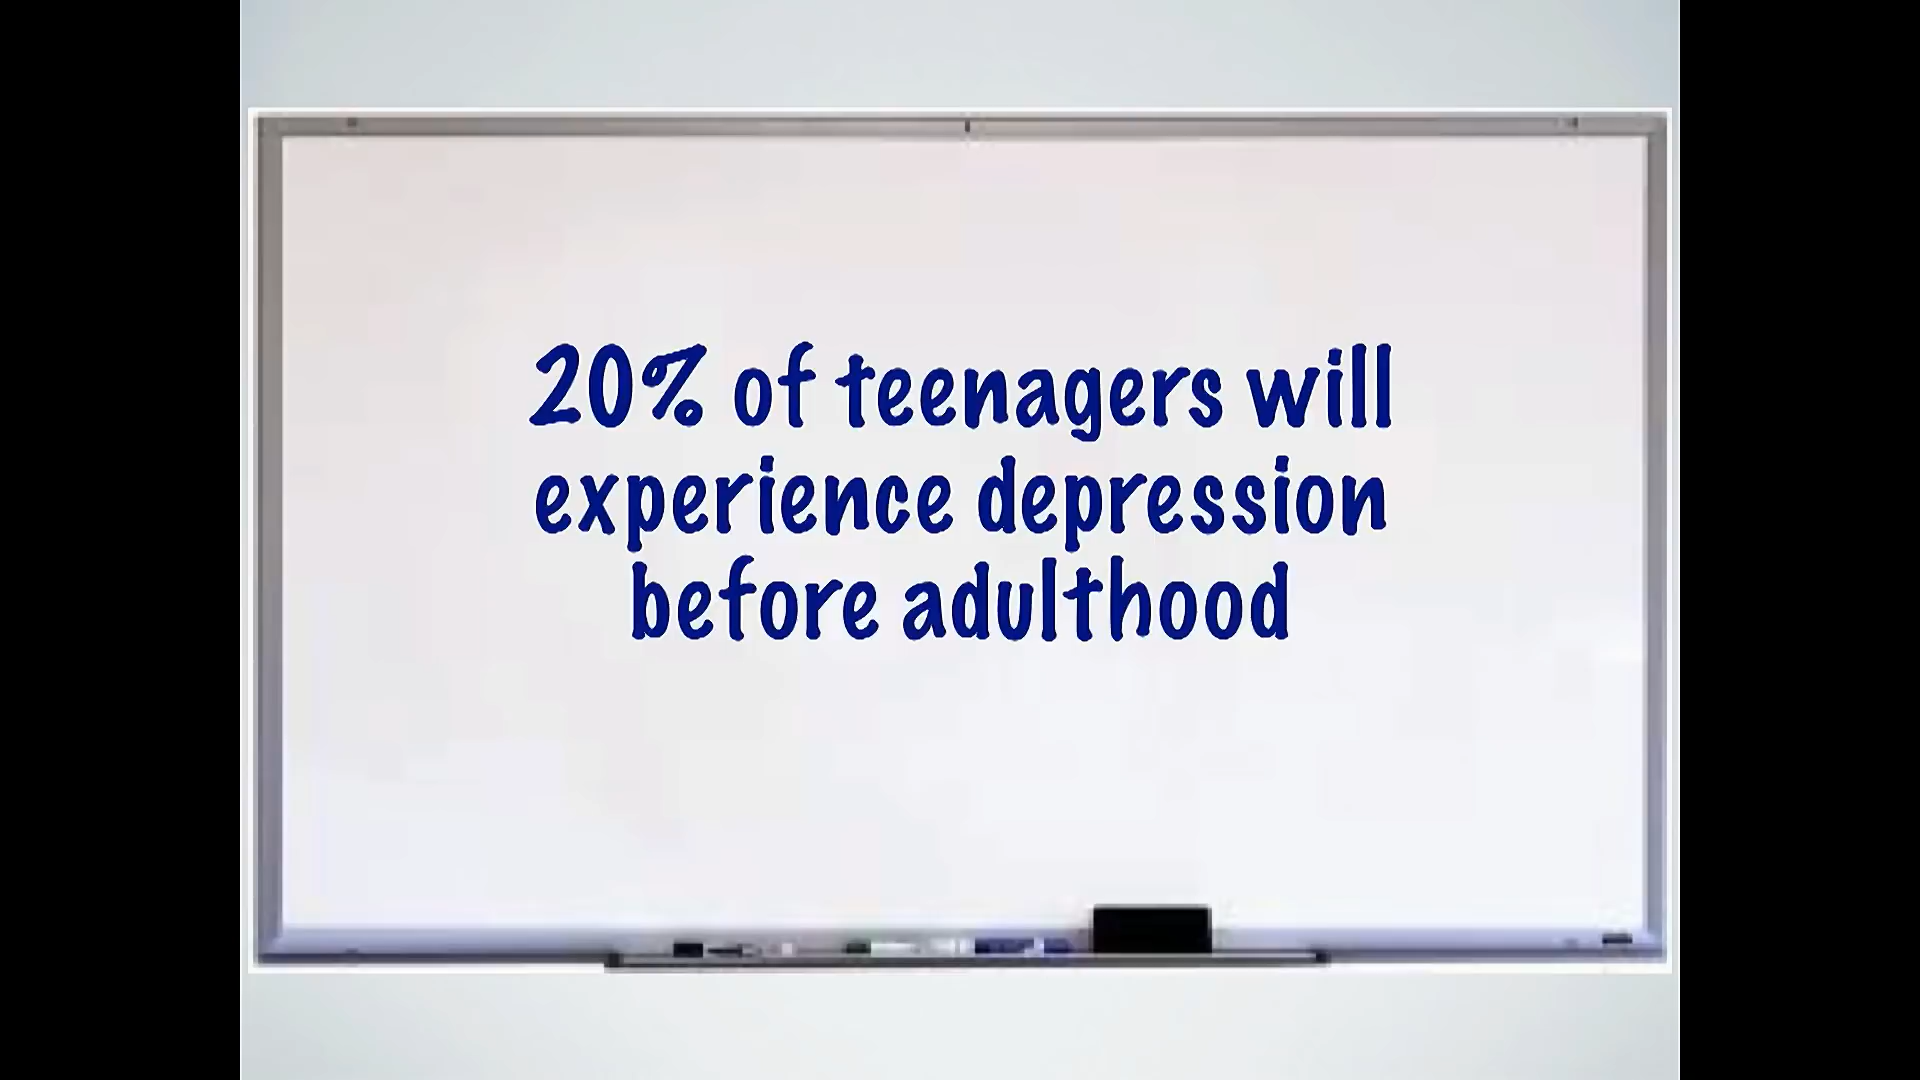 20% of teenagers will
experience depression
before adulthood